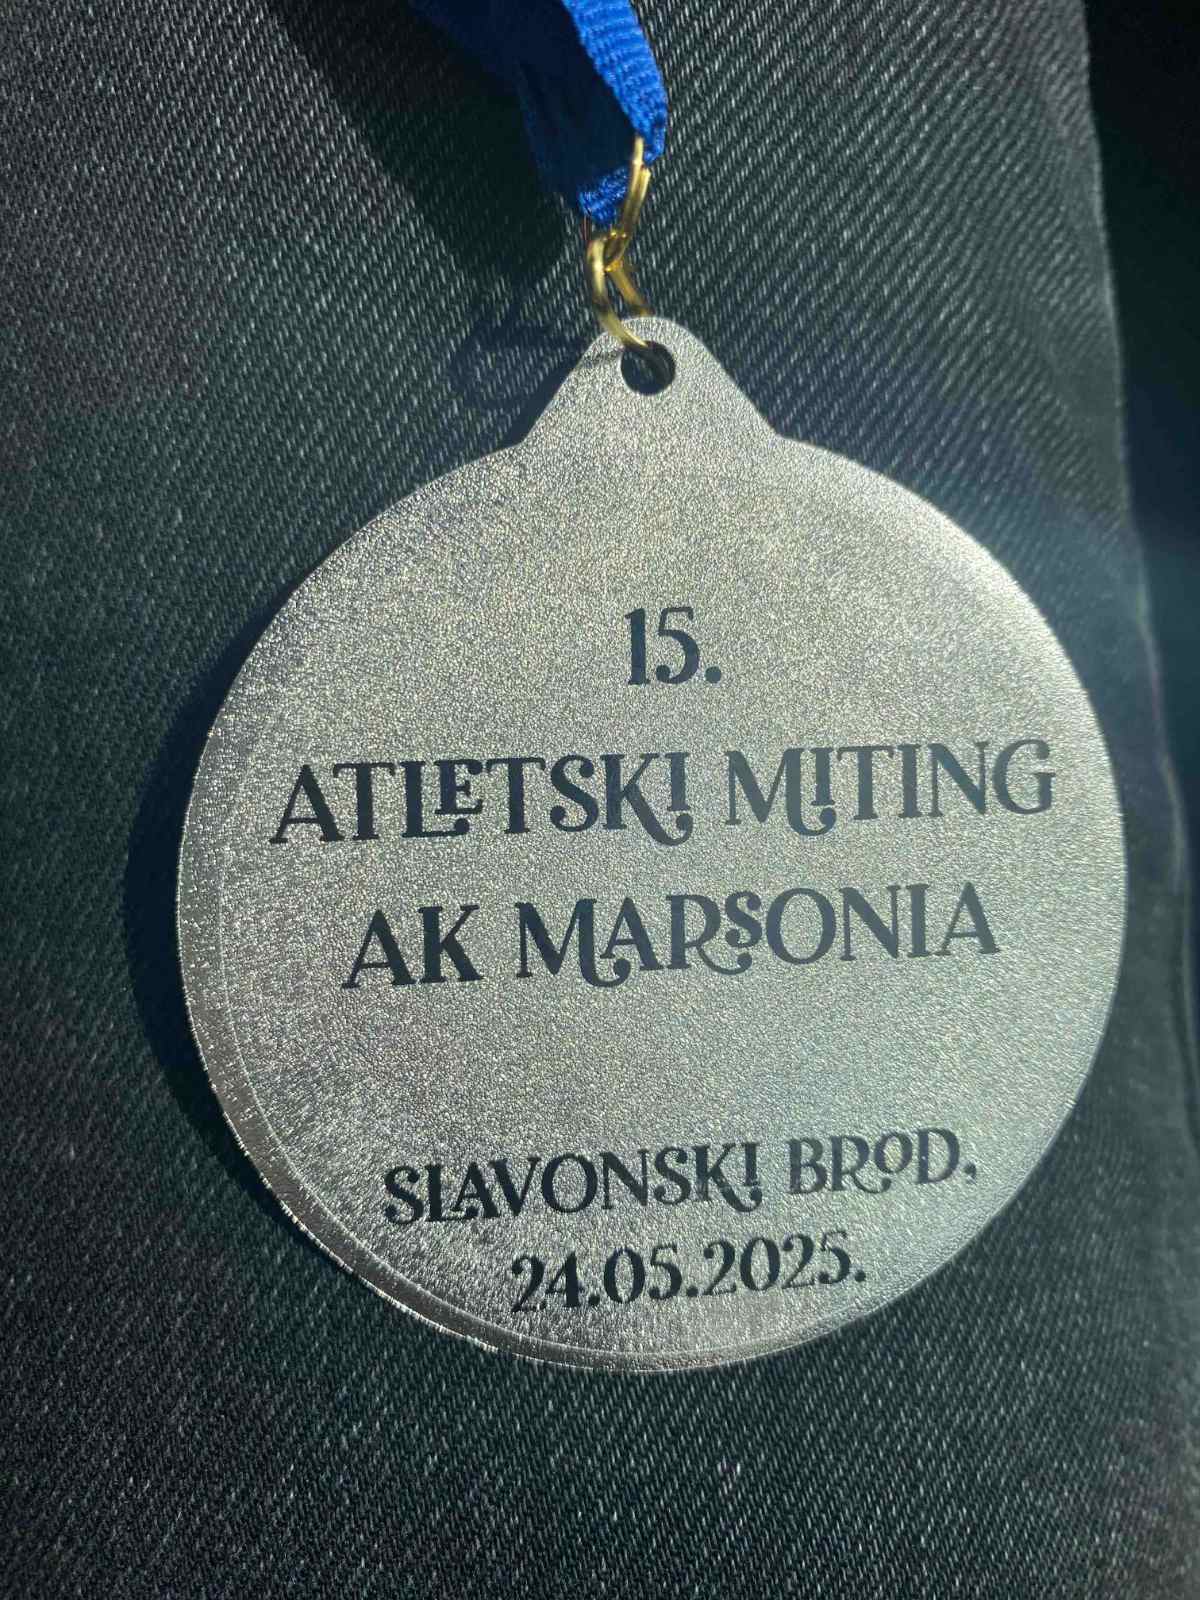 15.
ATLETSKI MITING
AK MARSONIA
SLAVONSKI BROD,
24.05.2025.